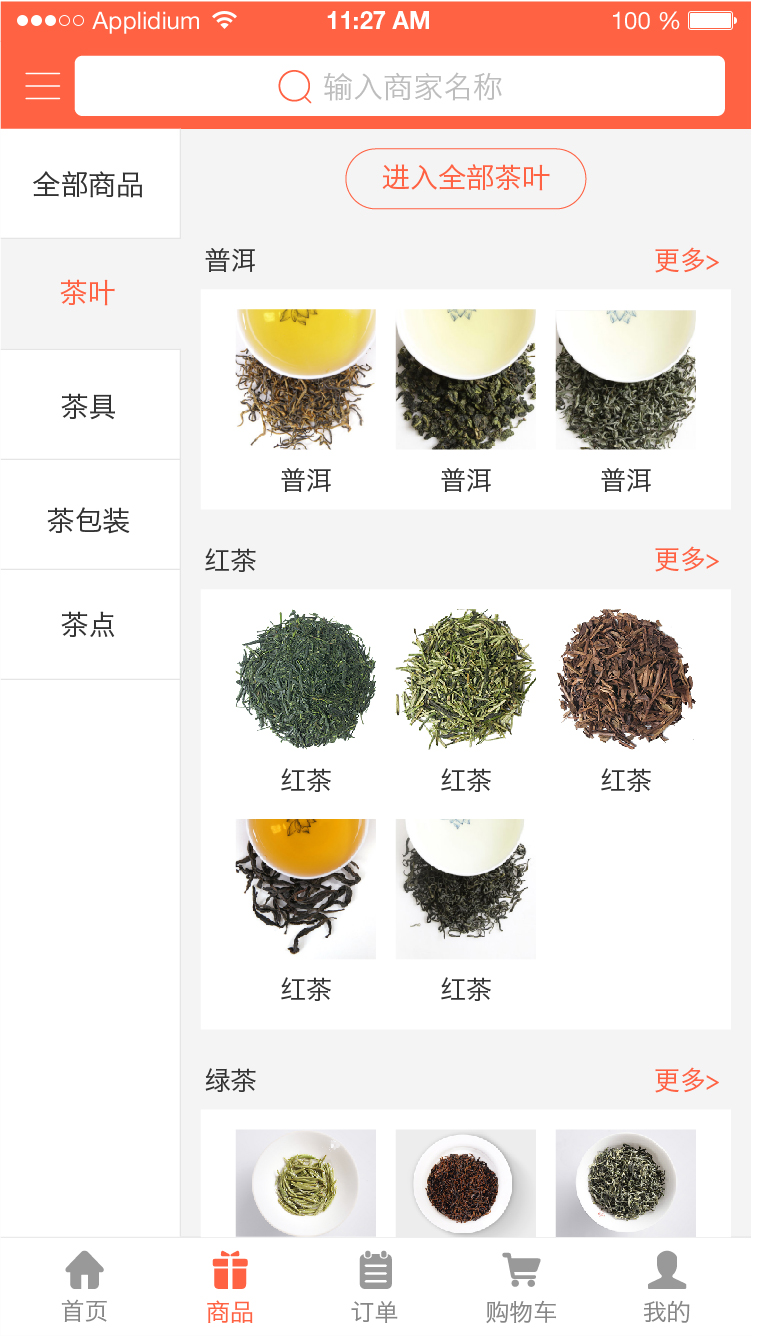 Applidium 11:27 AM 100 %
输入商家名称
全部商品
茶叶
茶具
茶包装
茶点
进入全部茶叶
普洱 更多>
普洱 普洱 普洱
红茶 更多>
红茶 红茶 红茶
红茶 红茶
绿茶 更多>
首页 商品 订单 购物车 我的